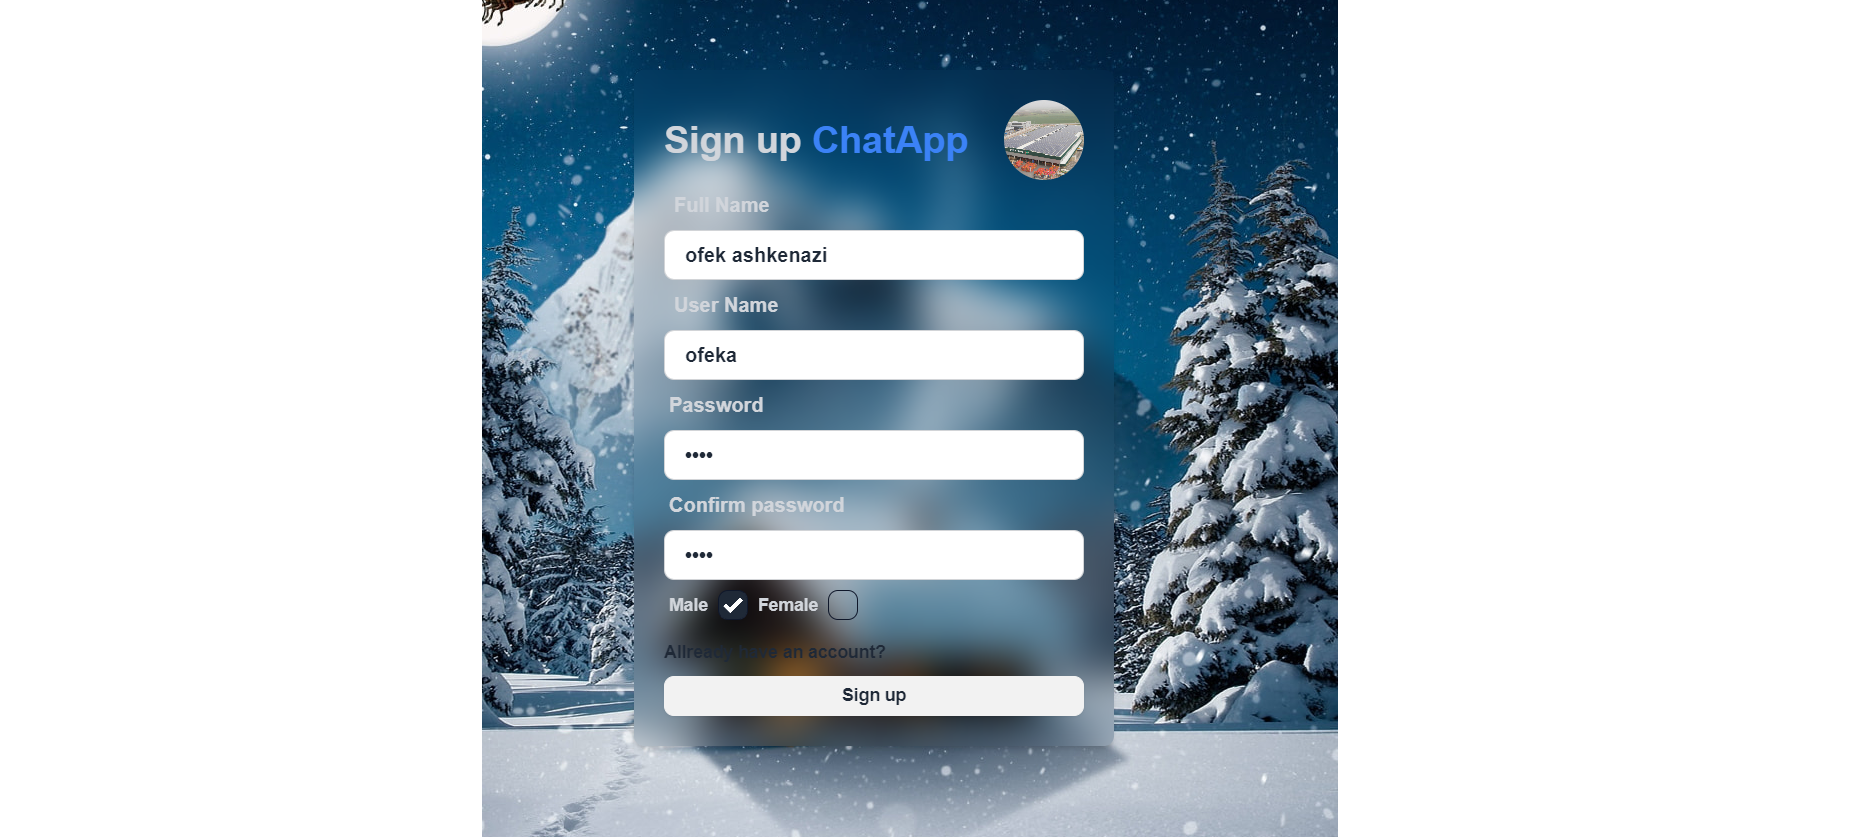 Sign up ChatApp
Full Name
ofek ashkenazi
User Name
ofeka
Password
••••
Confirm password
••••
Male Female
Allready have an account?
Sign up